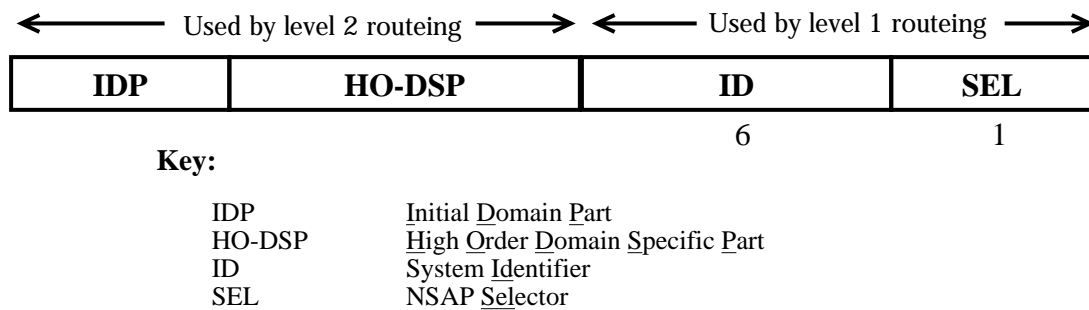 Used by level 2 routeing Used by level 1 routeing
IDP HO-DSP ID SEL
6 1
Key:
IDP Initial Domain Part
HO-DSP High Order Domain Specific Part
ID System Identifier
SEL NSAP Selector